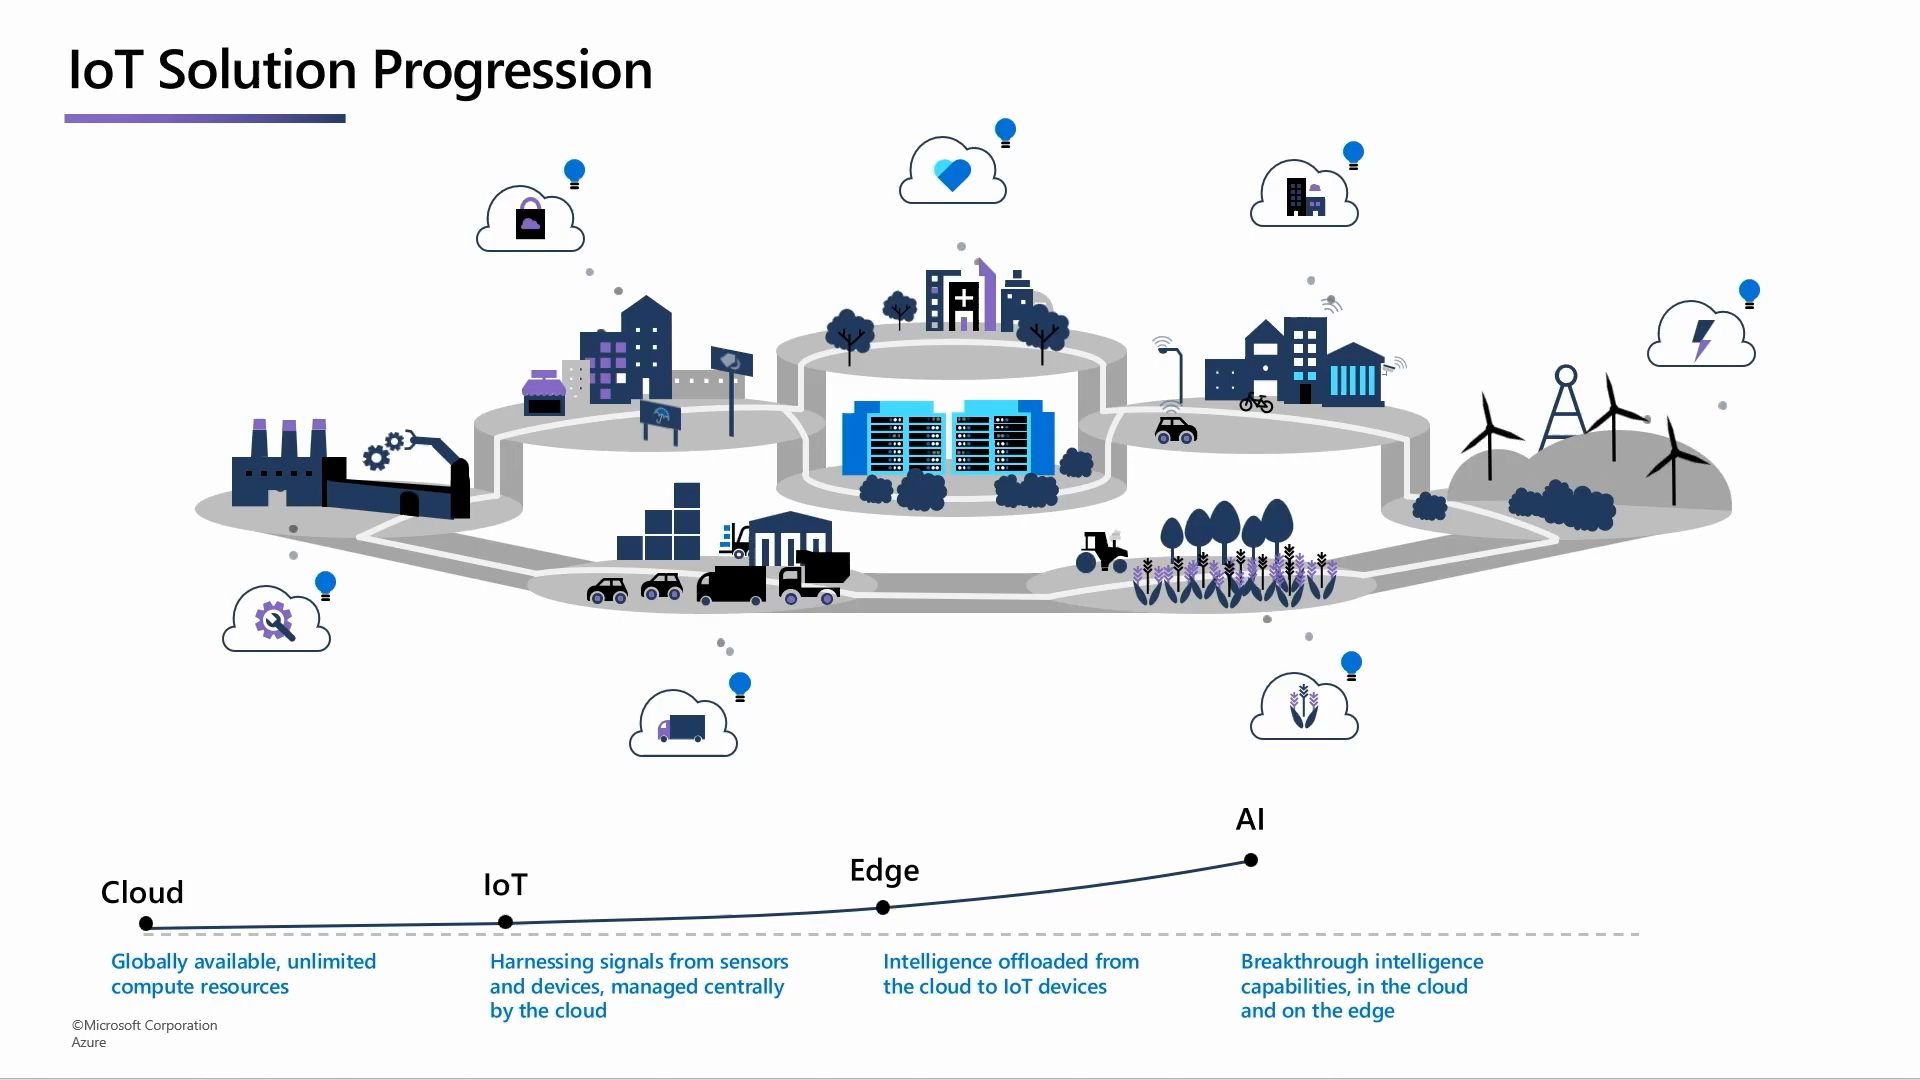 IoT Solution Progression
Cloud
IoT
Edge
AI
Globally available, unlimited
compute resources
Harnessing signals from sensors
and devices, managed centrally
by the cloud
Intelligence offloaded from
the cloud to IoT devices
Breakthrough intelligence
capabilities, in the cloud
and on the edge
©Microsoft Corporation
Azure